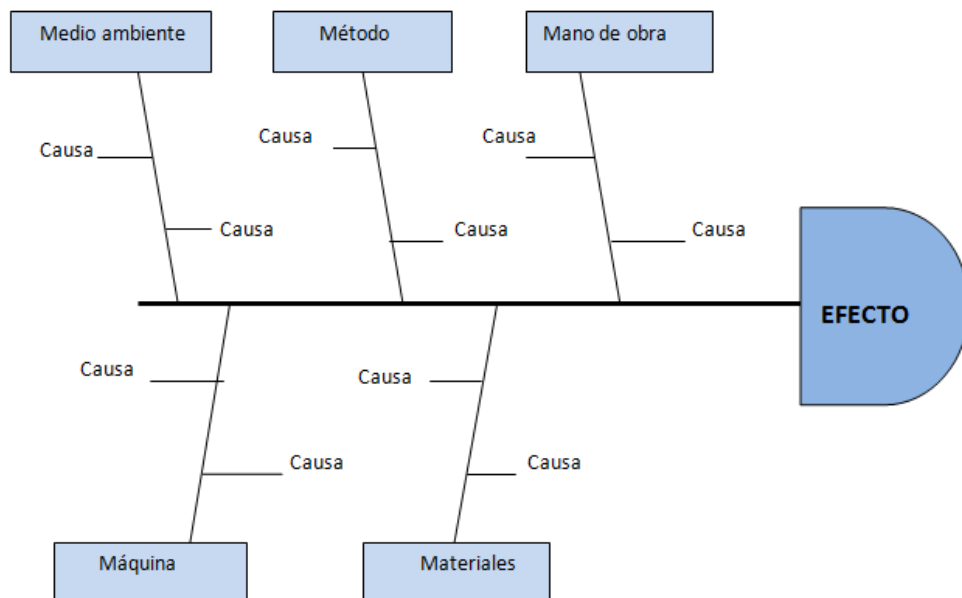 Medio ambiente
Método
Mano de obra
Causa
Causa
Causa
Causa
Causa
Causa
EFECTO
Causa
Causa
Causa
Causa
Máquina
Materiales